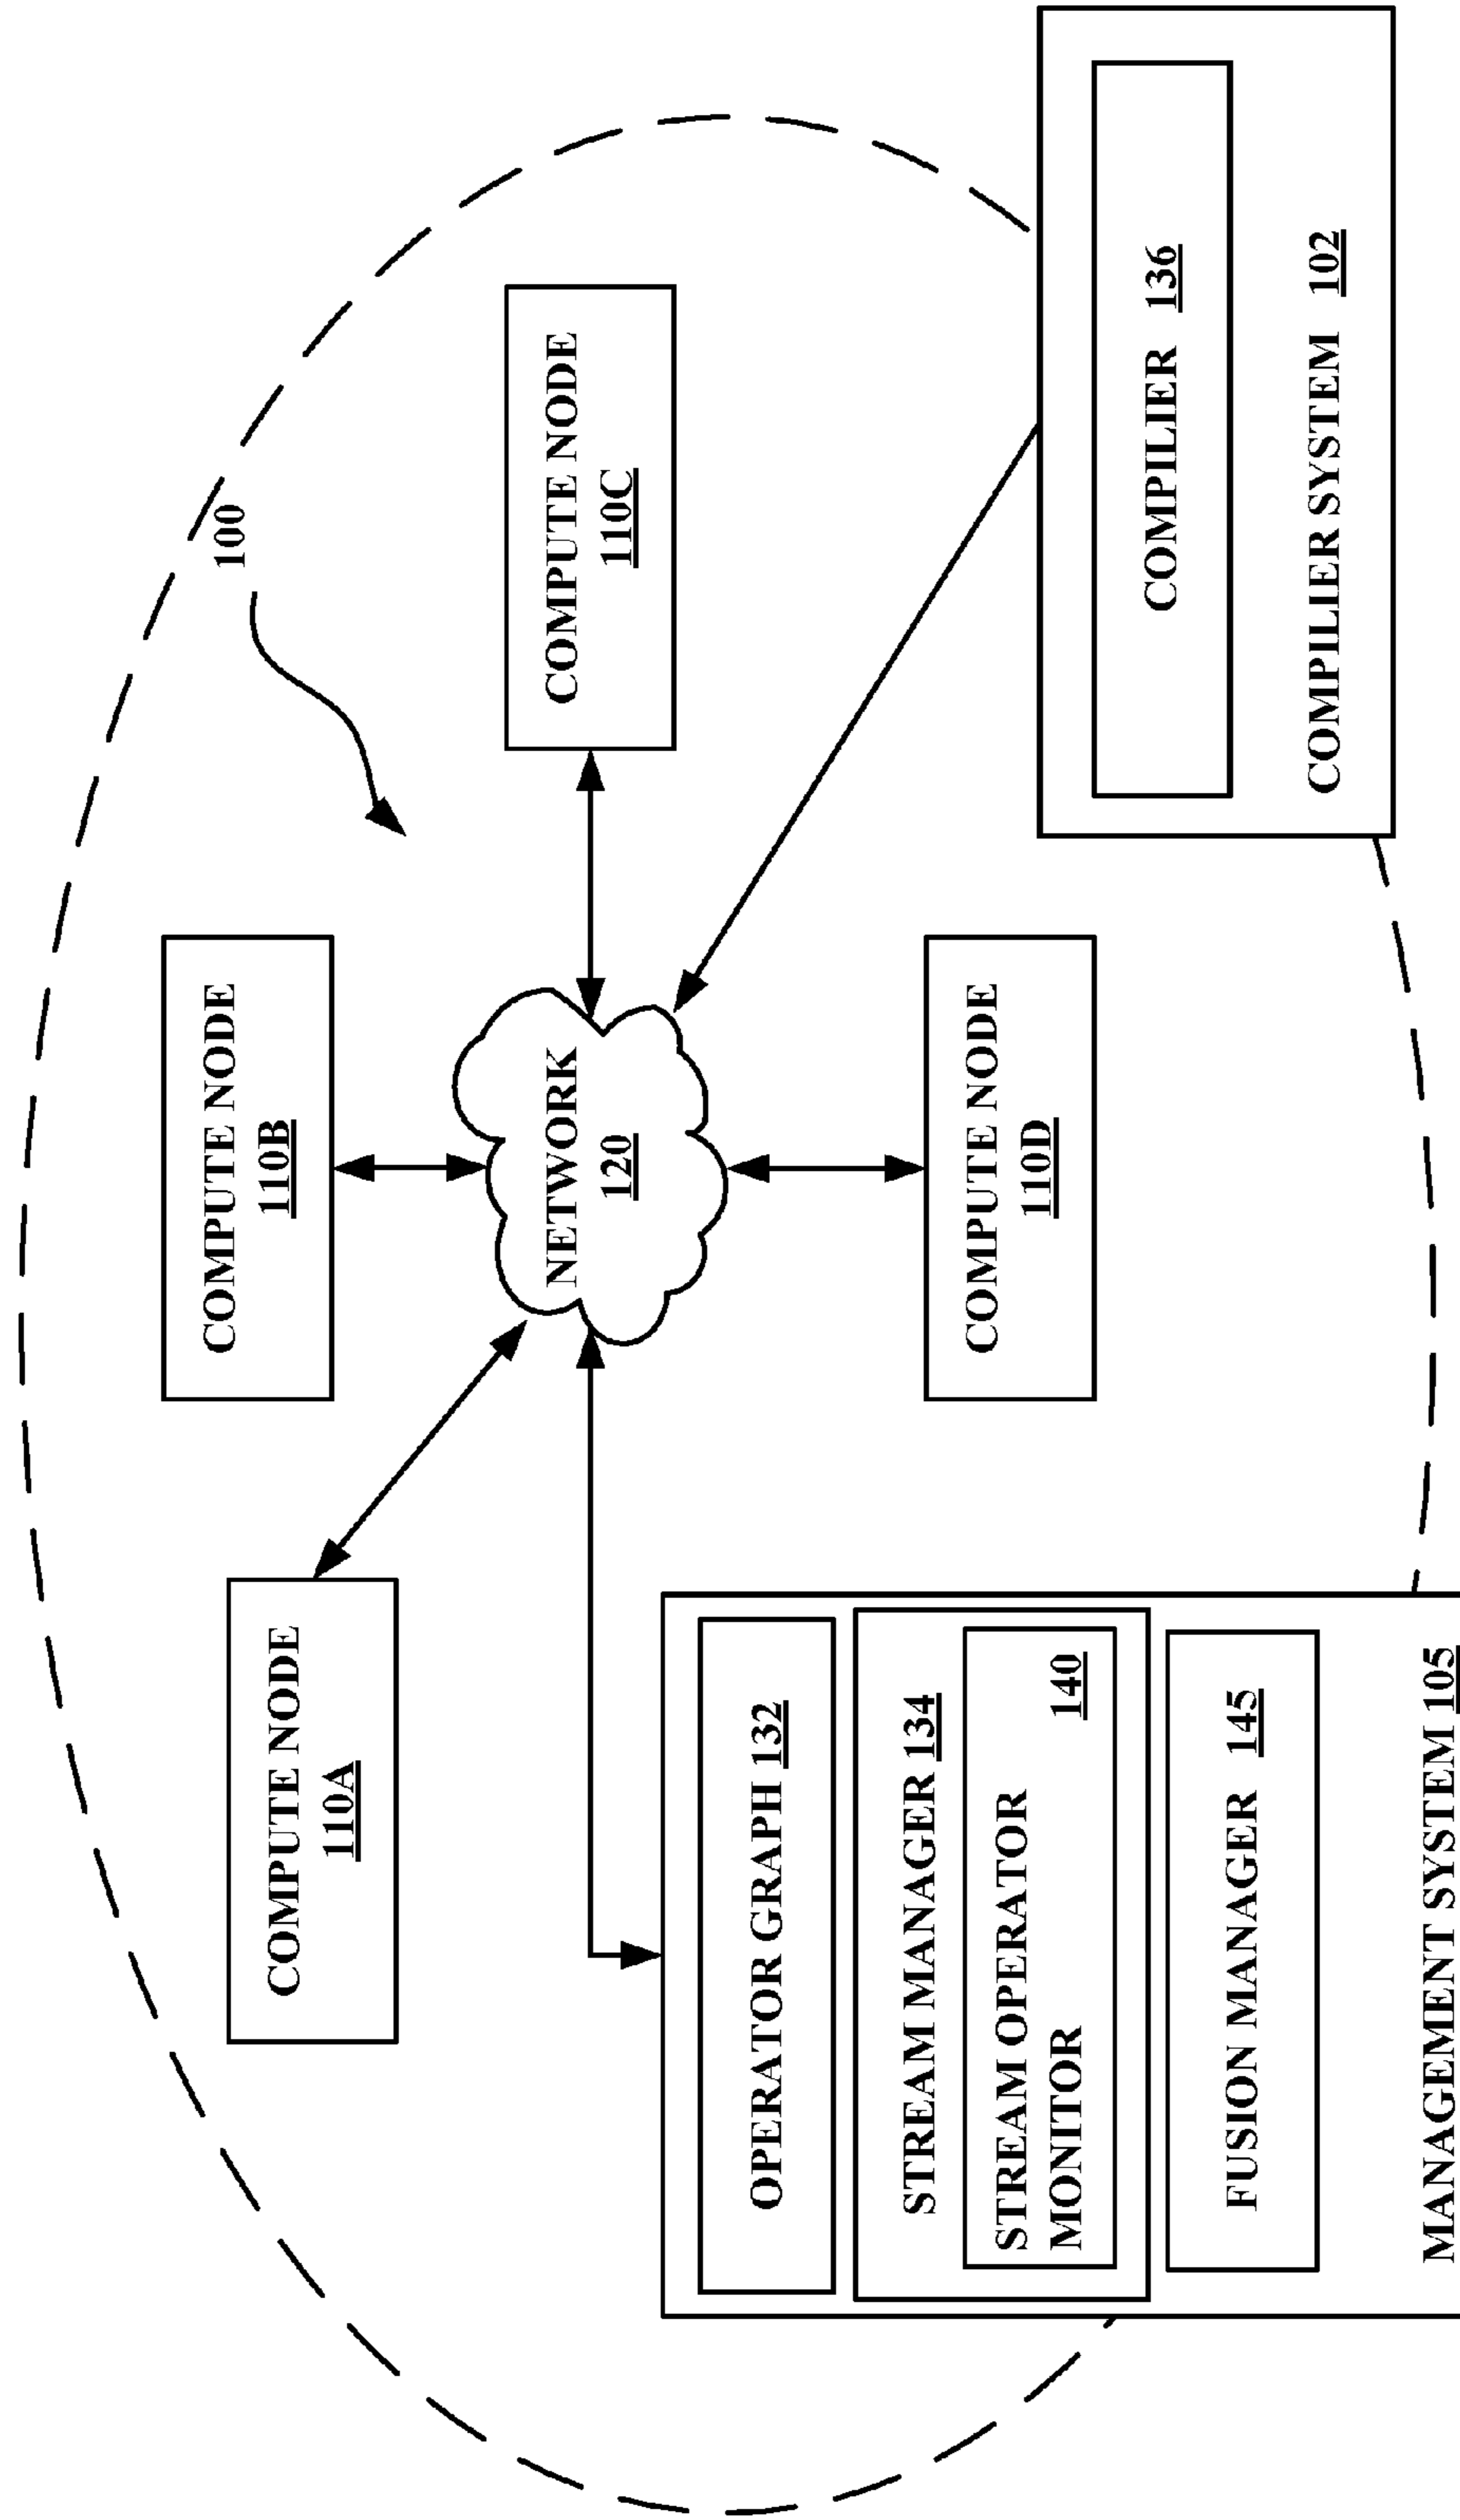 100
COMPUTE NODE
110B
COMPUTE NODE
110A
COMPUTE NODE
110C
NETWORK
120
OPERATOR GRAPH 132
STREAM MANAGER 134
STREAM OPERATOR
MONITOR 140
FUSION MANAGER 145
MANAGEMENT SYSTEM 105
COMPUTE NODE
110D
COMPILIER 136
COMPILIER SYSTEM 102